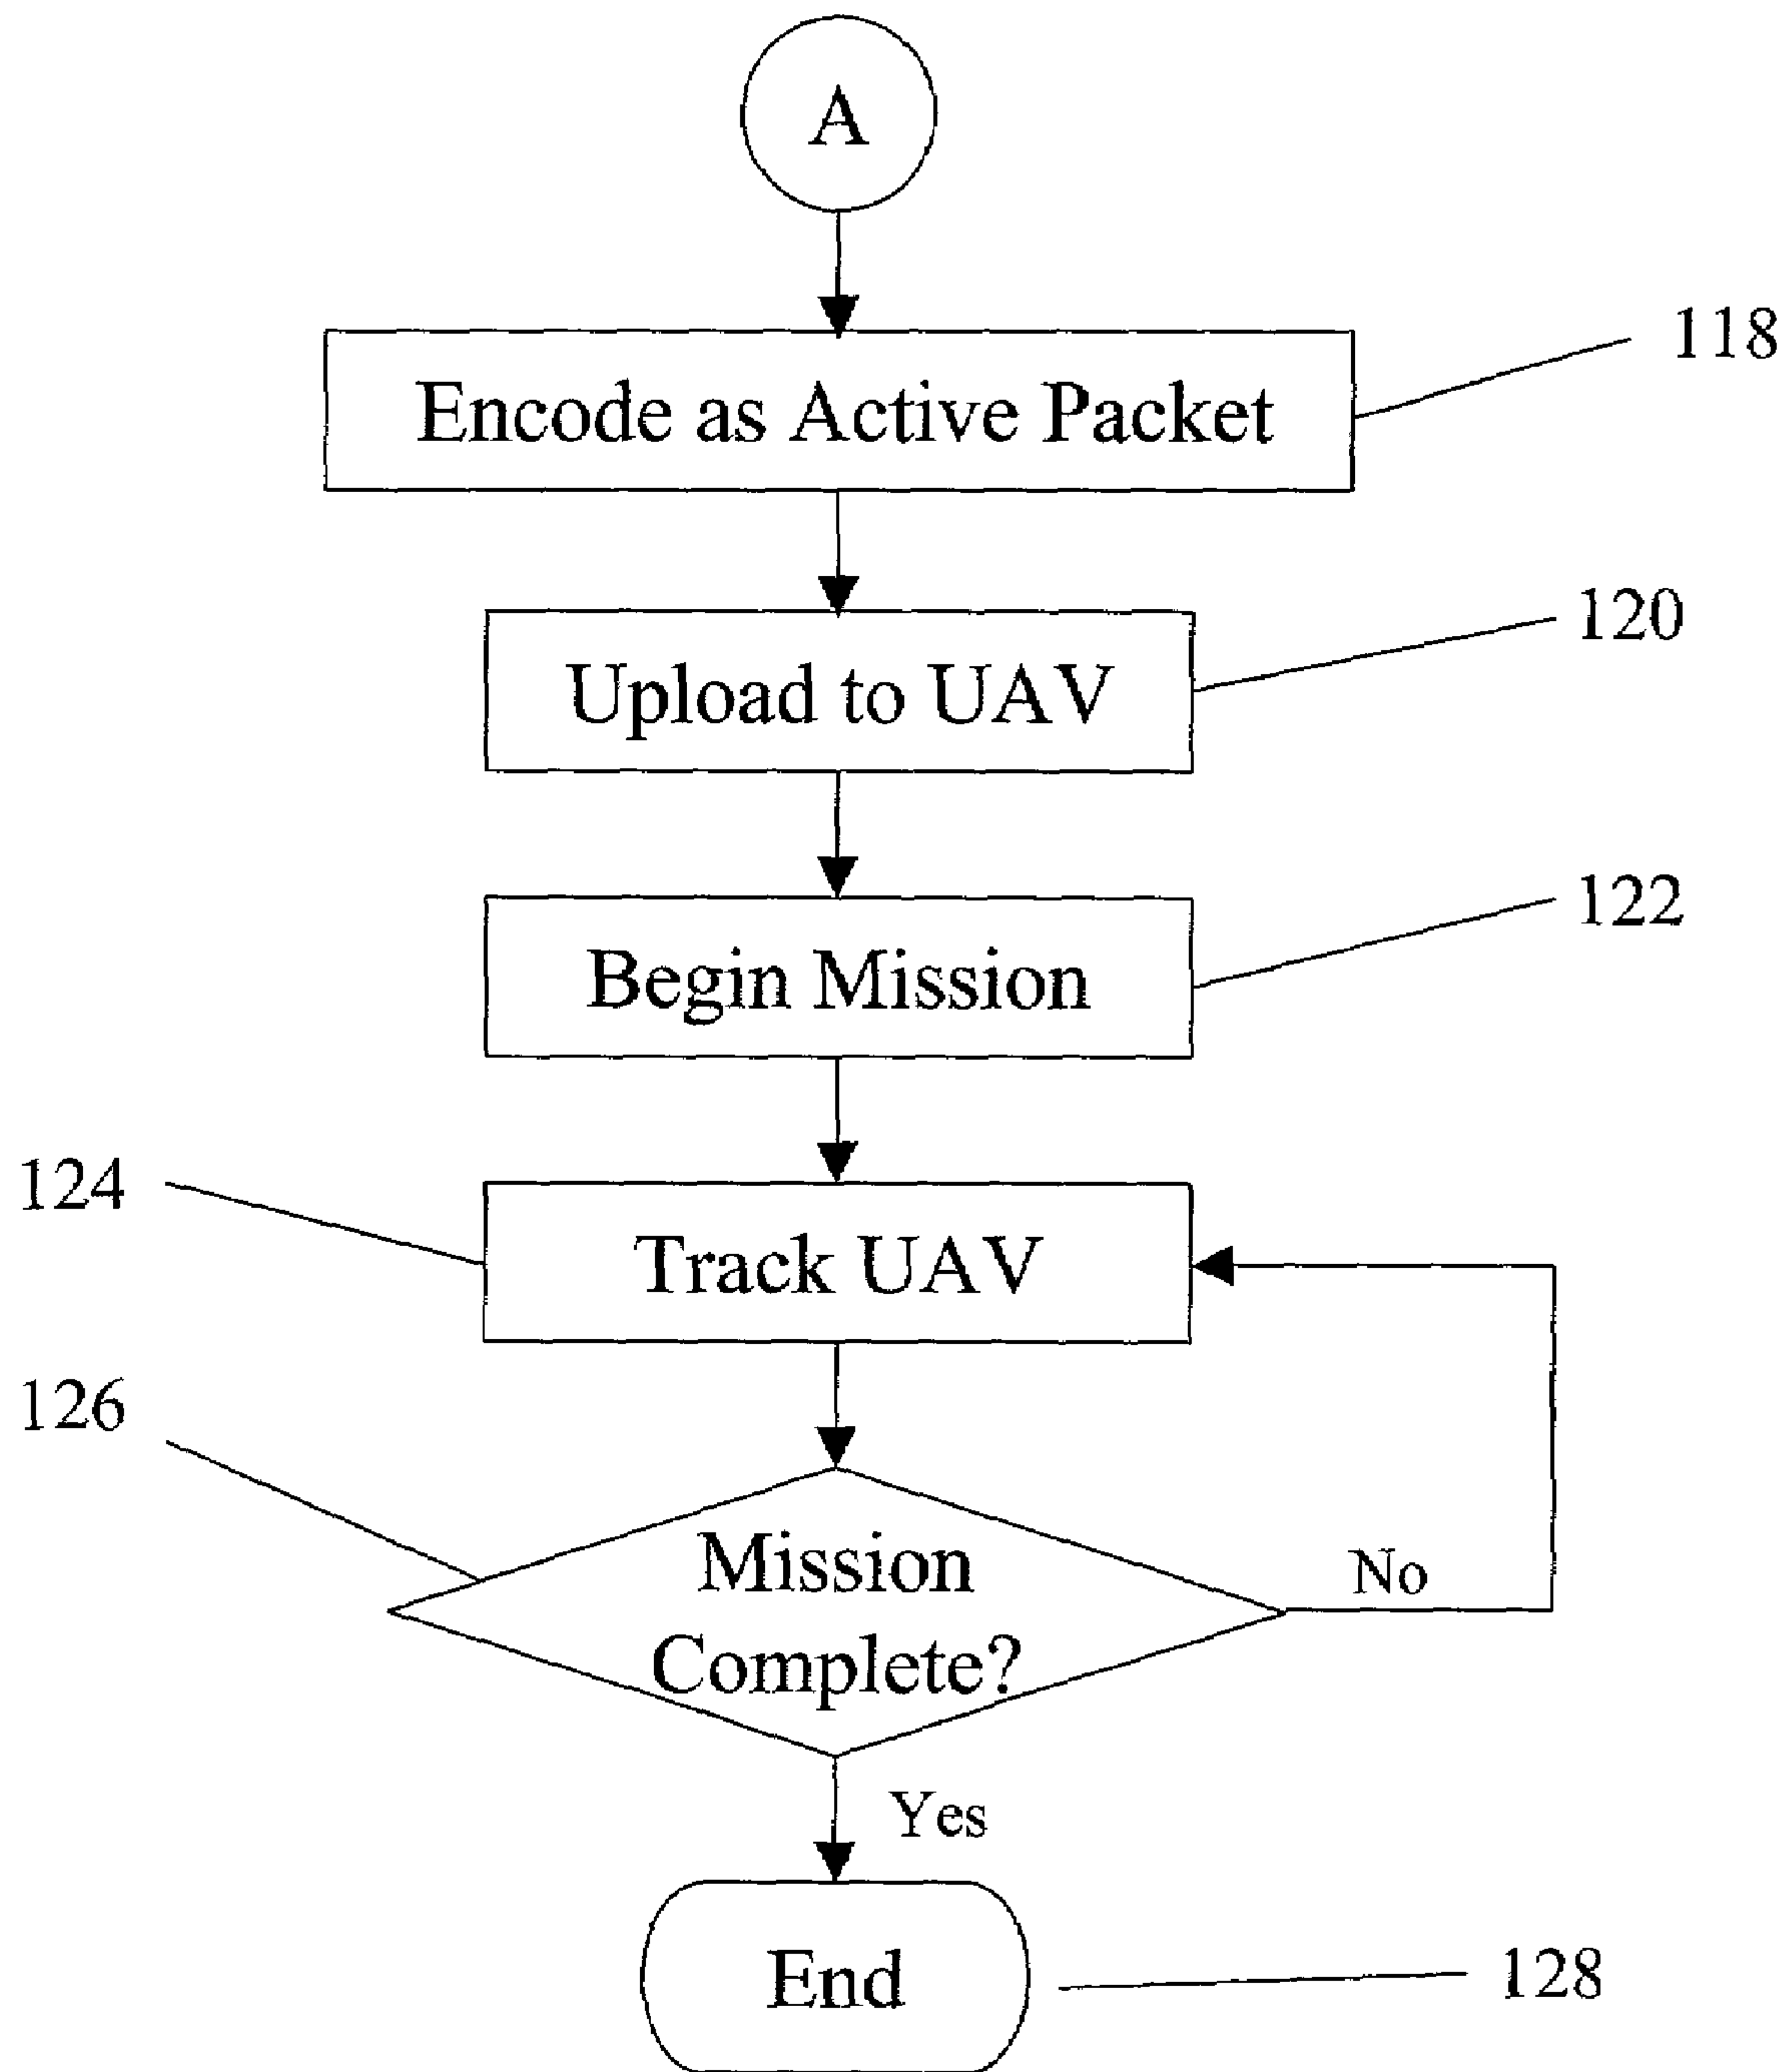 A
118
Encode as Active Packet
120
Upload to UAV
122
Begin Mission
124
Track UAV
126
Mission
Complete?
No
Yes
End
128